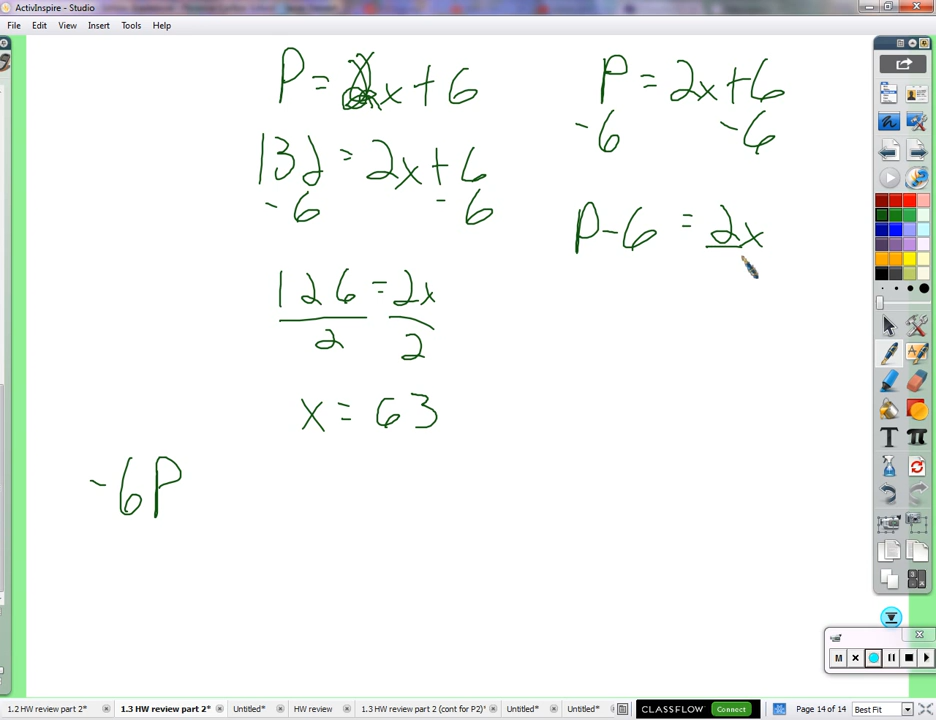 ActivInspire - Studio
File Edit View Insert Tools Help
P = 2x + 6
132 = 2x + 6
- 6 - 6
126 = 2x
2 2
x = 63
- 6P
P = 2x + 6
- 6 - 6
P - 6 = 2x
1.2 HW review part 2* 1.3 HW review part 2* Untitled* HW review 1.3 HW review part 2 (cont for P2)* Untitled* Untitled* CLASSFLOW Connect Page 14 of 14 Best Fit